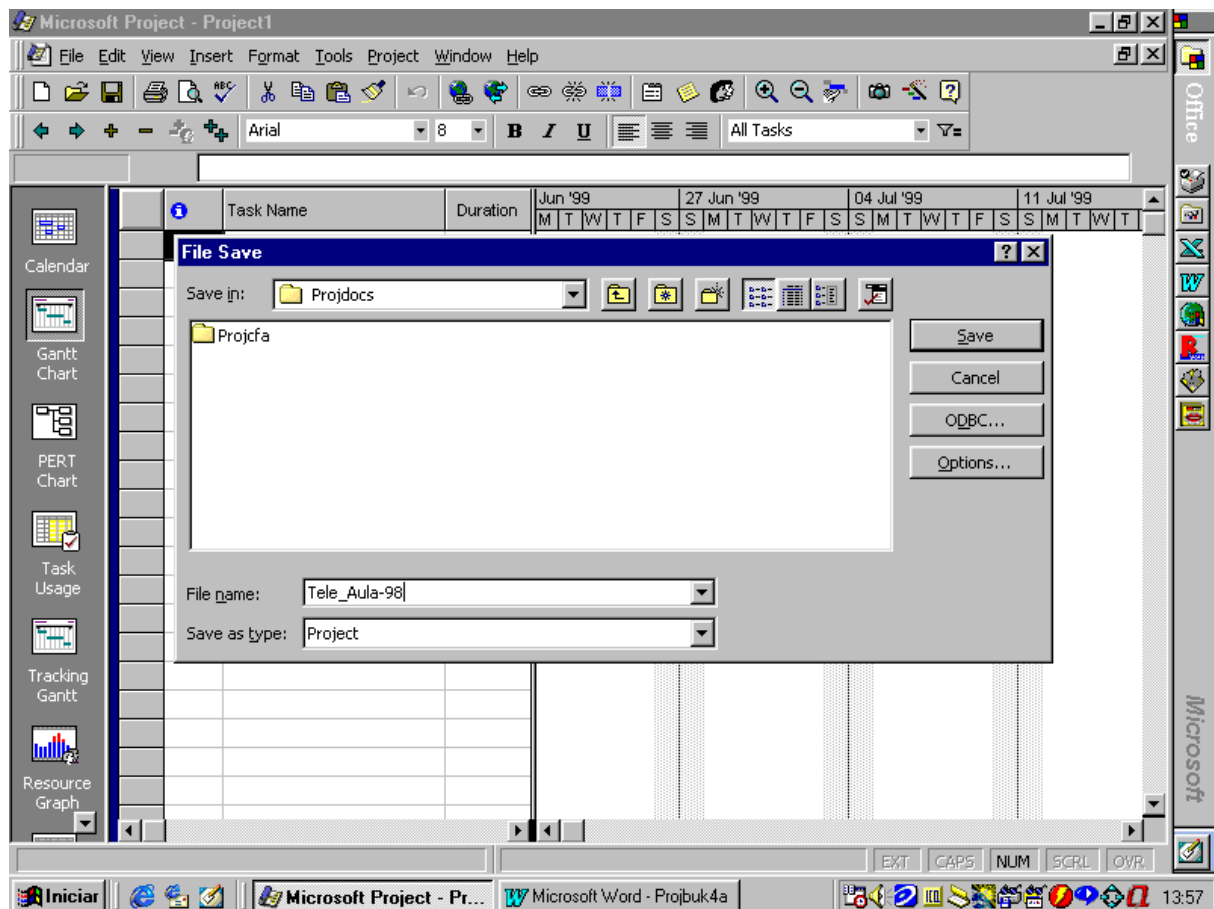 Microsoft Project - Project1
File Edit View Insert Format Tools Project Window Help
Office
Arial 8 B I U All Tasks
Task Name Duration
Jun '99 27 Jun '99 04 Jul '99 11 Jul '99
M T W T F S S M T W T F S S M T W T F S S M T W T
File Save
Save in: Projdocs
Projcfa
Save
Cancel
ODBC...
Options...
File name: Tele_Aula-98
Save as type: Project
Calendar
Gantt
Chart
PERT
Chart
Task
Usage
Tracking
Gantt
Resource
Graph
Microsoft
EXT CAPS NUM SCRL OVR
Iniciar Microsoft Project - Pr... Microsoft Word - Projbuk4a 13:57